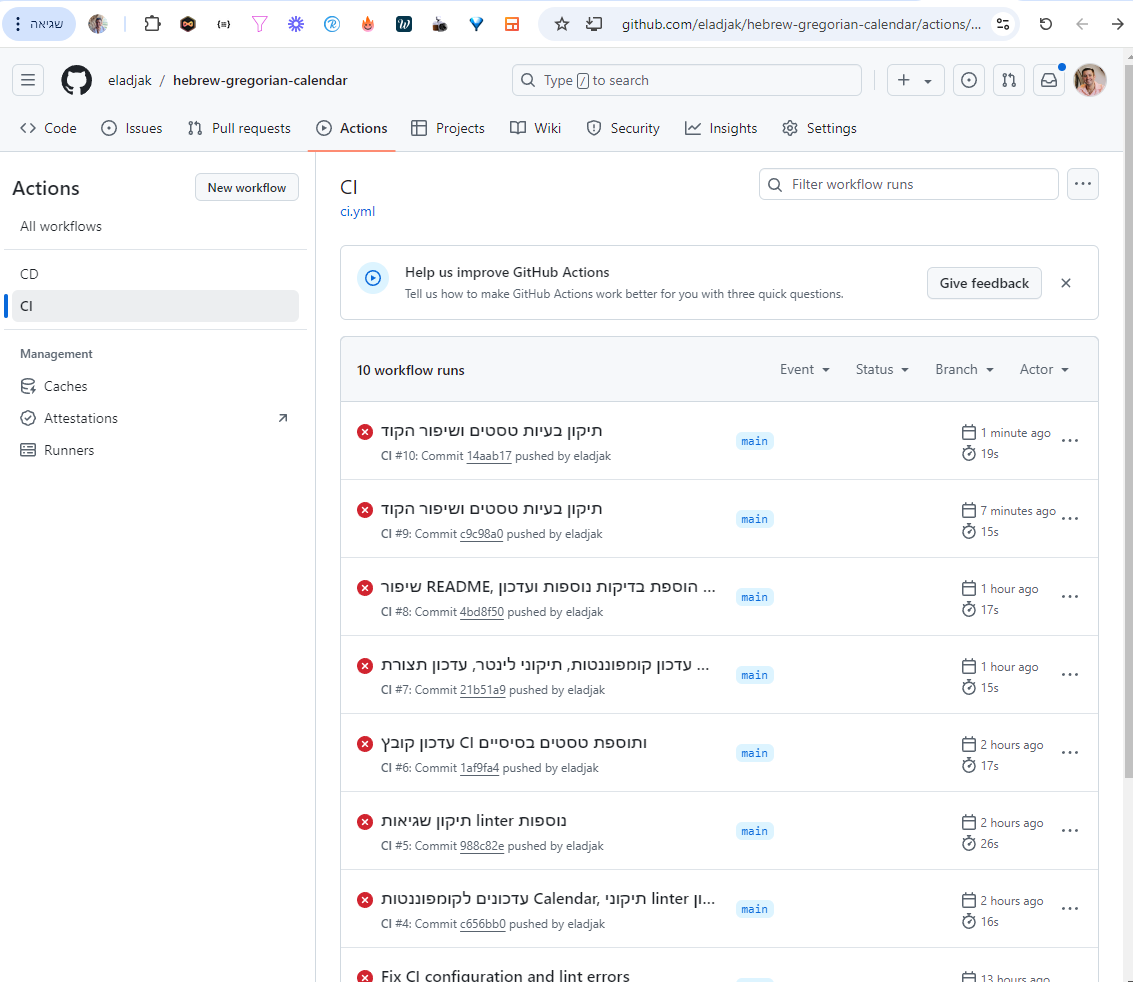 שגיאה
github.com/eladjak/hebrew-gregorian-calendar/actions/...
eladjak / hebrew-gregorian-calendar
Type / to search
Code
Issues
Pull requests
Actions
Projects
Wiki
Security
Insights
Settings
Actions
New workflow
All workflows
CD
CI
Management
Caches
Attestations
Runners
CI
ci.yml
Filter workflow runs
Help us improve GitHub Actions
Tell us how to make GitHub Actions work better for you with three quick questions.
Give feedback
10 workflow runs
Event
Status
Branch
Actor
תיקון בעיות טסטים ושיפור הקוד
CI #10: Commit 14aab17 pushed by eladjak
main
1 minute ago
19s
תיקון בעיות טסטים ושיפור הקוד
CI #9: Commit c9c98a0 pushed by eladjak
main
7 minutes ago
15s
שיפור README, הוספת בדיקות נוספות ועדכון ...
CI #8: Commit 4bd8f50 pushed by eladjak
main
1 hour ago
17s
עדכון קומפוננטות, תיקוני לינטר, עדכון תצורת ...
CI #7: Commit 21b51a9 pushed by eladjak
main
1 hour ago
15s
עדכון קובץ CI ותוספת טסטים בסיסיים
CI #6: Commit 1af9fa4 pushed by eladjak
main
2 hours ago
17s
תיקון שגיאות linter נוספות
CI #5: Commit 988c82e pushed by eladjak
main
2 hours ago
26s
עדכונים לקומפוננטות Calendar, תיקוני linter ון...
CI #4: Commit c656bb0 pushed by eladjak
main
2 hours ago
16s
Fix CI configuration and lint errors
13 hours ago